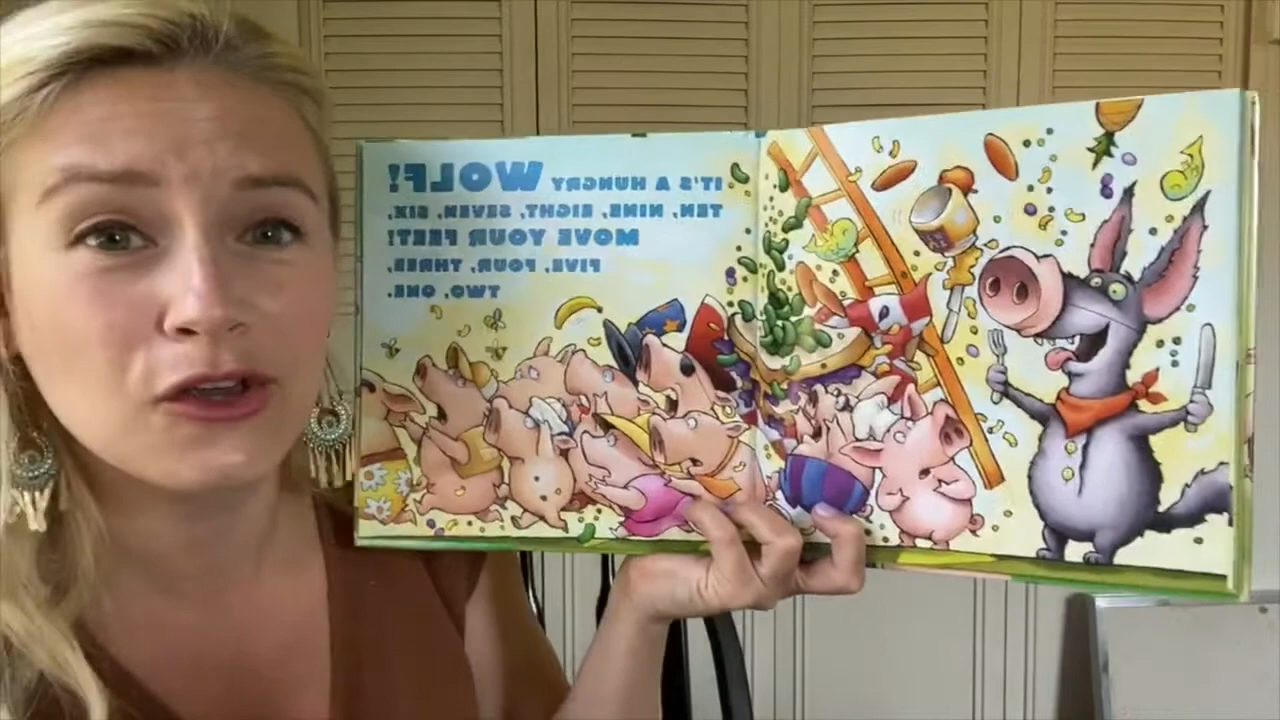 IT'S A HUNGRY WOLF!
TEN, NINE, EIGHT, SEVEN, SIX,
MOVE YOUR FEET!
FIVE, FOUR, THREE,
TWO, ONE.